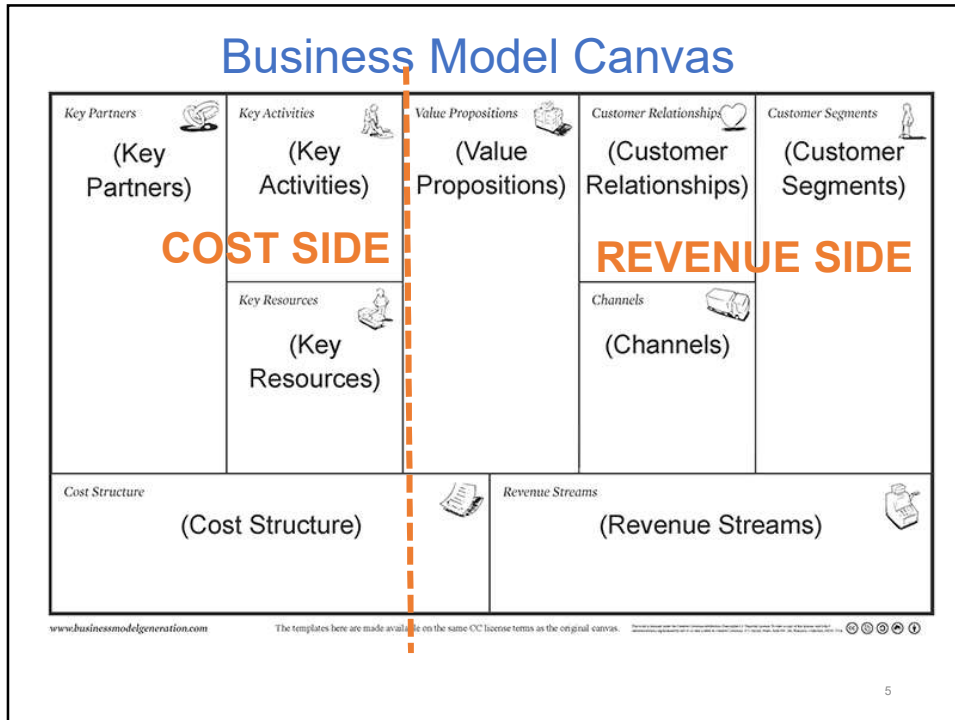 Business Model Canvas
Key Partners
(Key
Partners)
Key Activities
(Key
Activities)
Value Propositions
(Value
Propositions)
Customer Relationships
(Customer
Relationships)
Customer Segments
(Customer
Segments)
COST SIDE
REVENUE SIDE
Key Resources
(Key
Resources)
Channels
(Channels)
Cost Structure
(Cost Structure)
Revenue Streams
(Revenue Streams)
www.businessmodelgeneration.com
The templates here are made available on the same CC license terms as the original canvas.
5